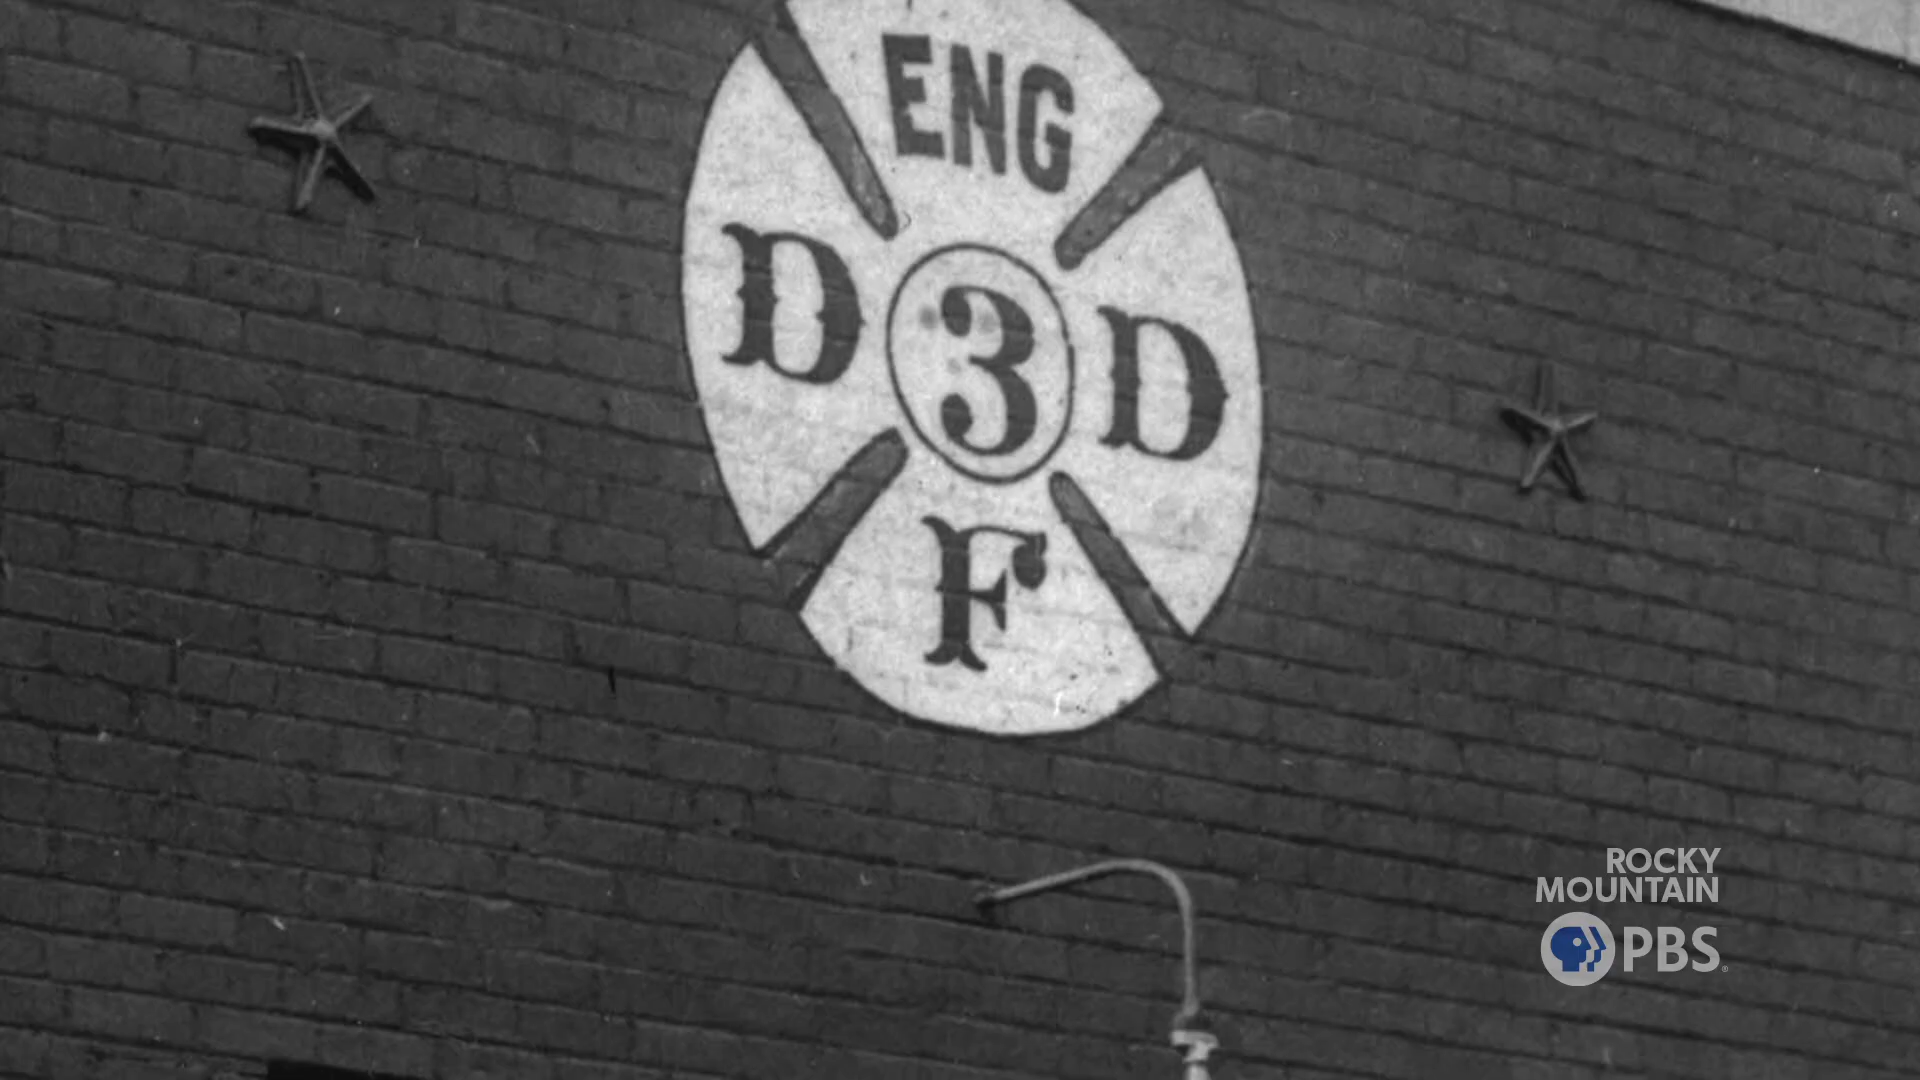 ENG
D 3 D
F
ROCKY
MOUNTAIN
PBS